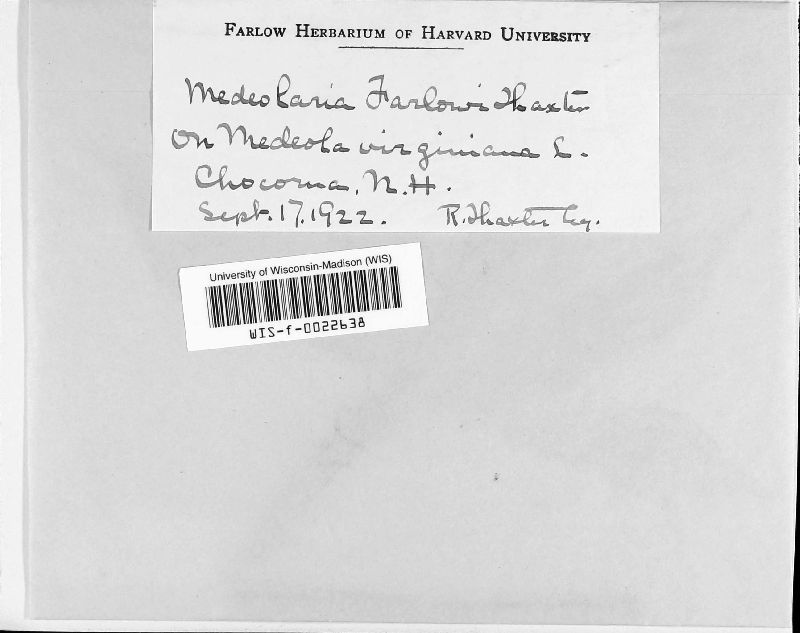 Farlow Herbarium of Harvard University
Medeolaria Farlowi Thaxter
on Medeola virginiana L.
Chocorua, N.H.
Sept. 17. 1922. R. Thaxter leg.
University of Wisconsin-Madison (WIS)
WIS-f-0022638